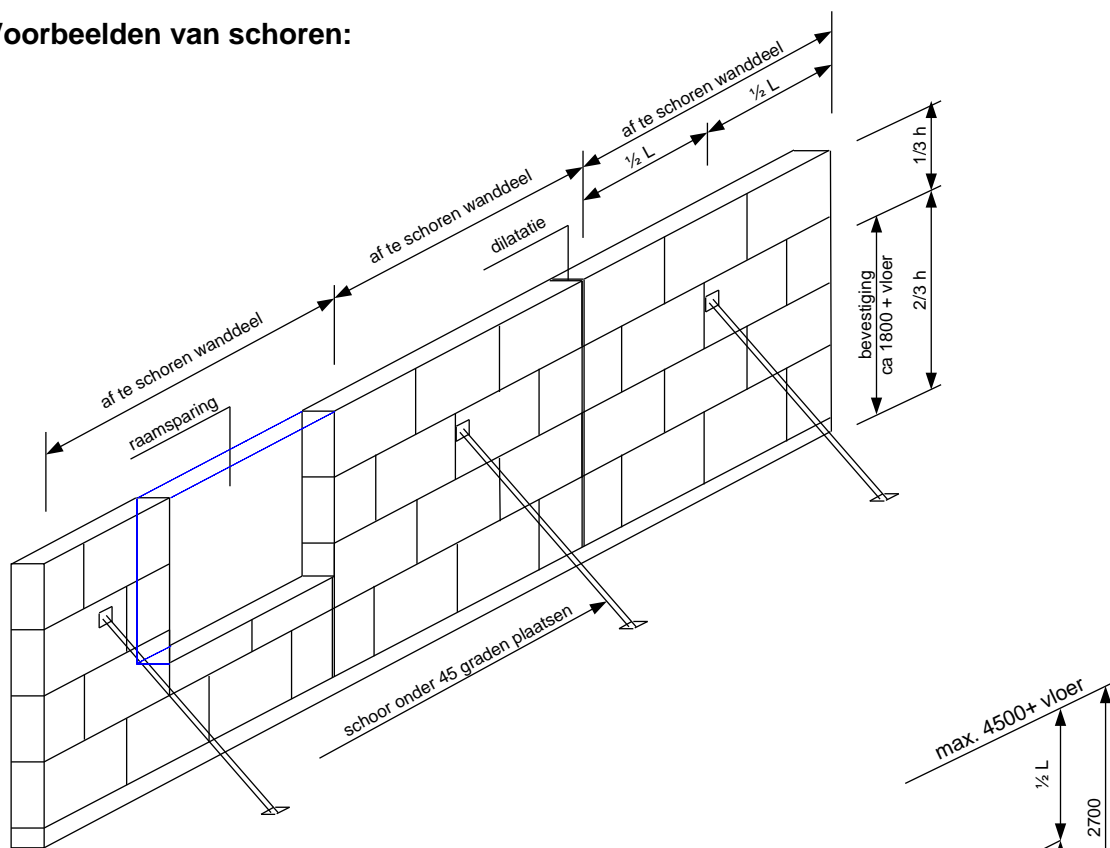 Voorbeelden van schoren:
af te schoren wanddeel
½ L
½ L
af te schoren wanddeel
af te schoren wanddeel
dilatatie
raamsparing
1/3 h
2/3 h
bevestiging
ca 1800 + vloer
schoor onder 45 graden plaatsen
max. 4500+ vloer
½ L
2700